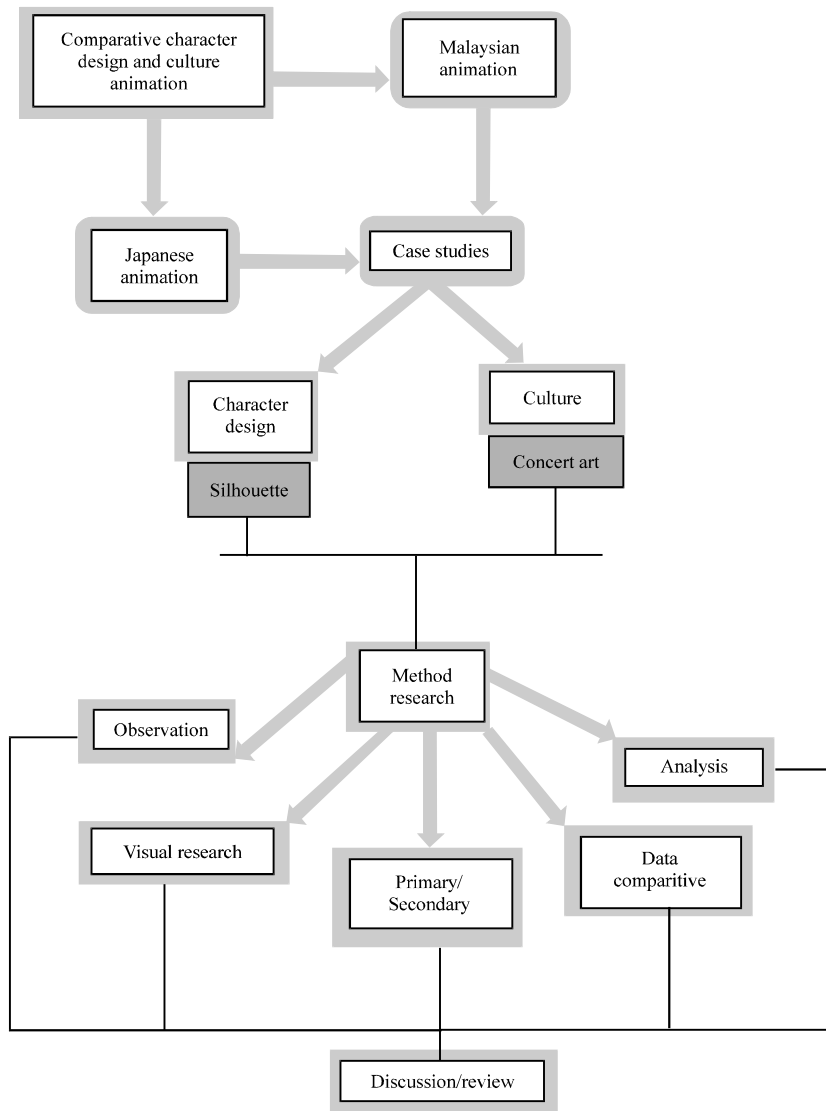 Comparative character
design and culture
animation
Malaysian
animation
Japanese
animation
Case studies
Character
design
Culture
Silhouette
Concert art
Method
research
Observation
Analysis
Visual research
Primary/
Secondary
Data
comparitive
Discussion/review